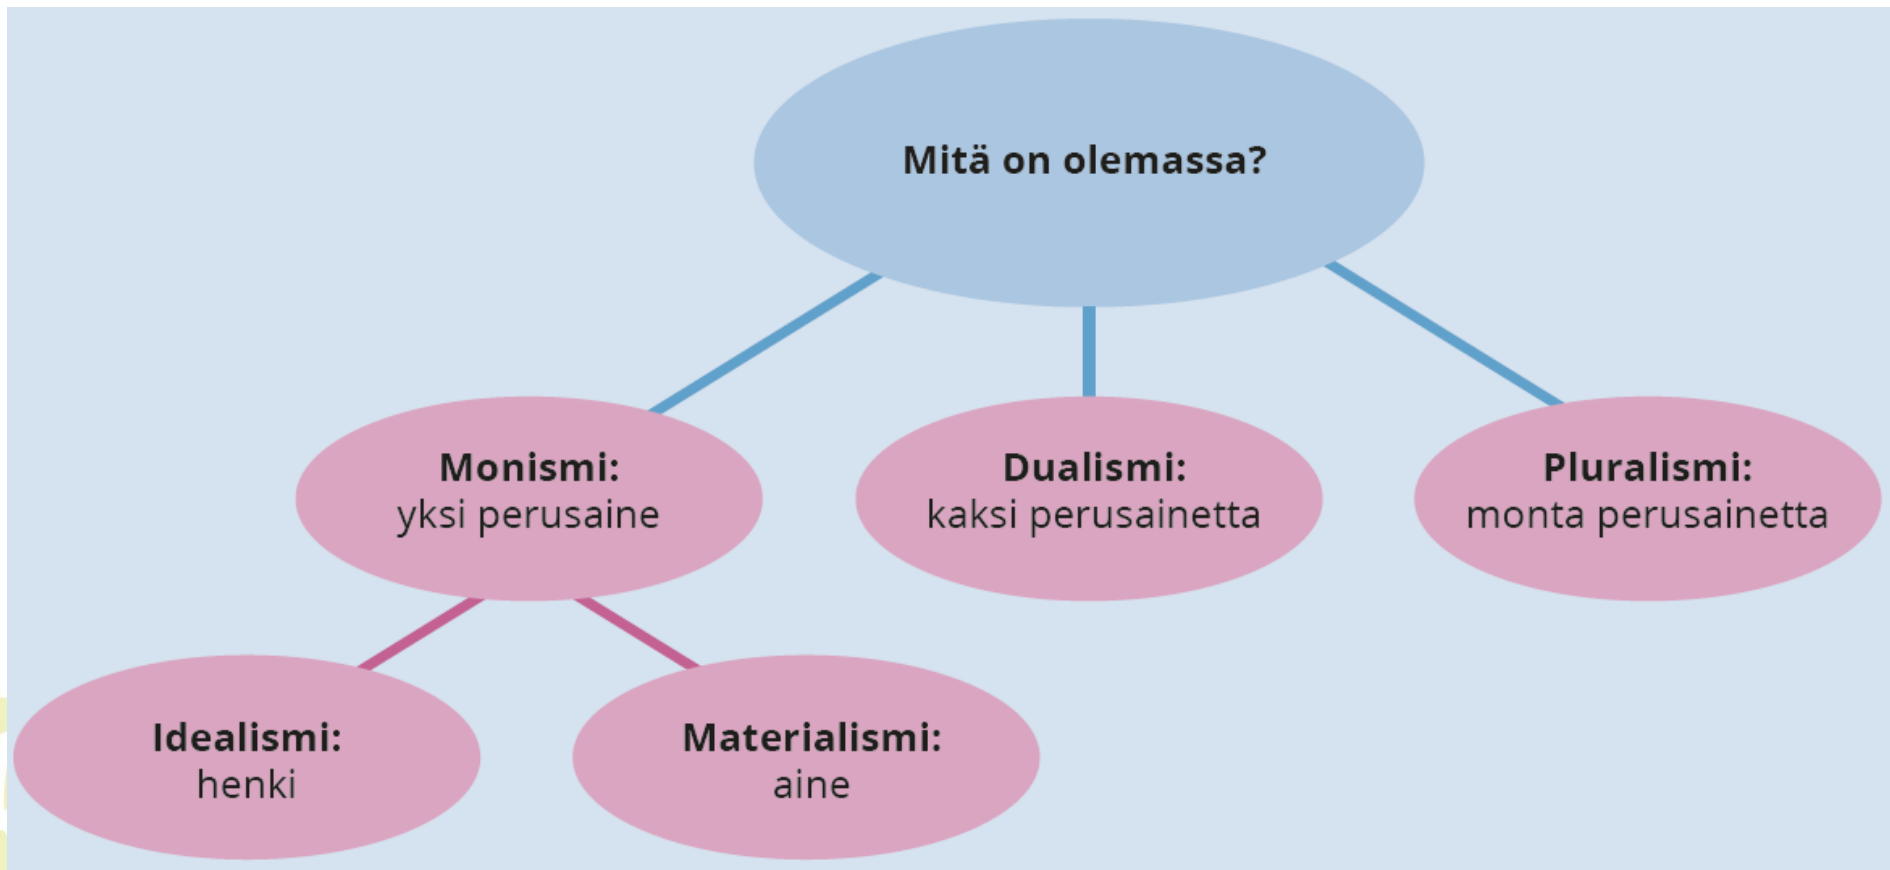 Mitä on olemassa?
Monismi:
yksi perusaine
Dualismi:
kaksi perusainetta
Pluralismi:
monta perusainetta
Idealismi:
henki
Materialismi:
aine